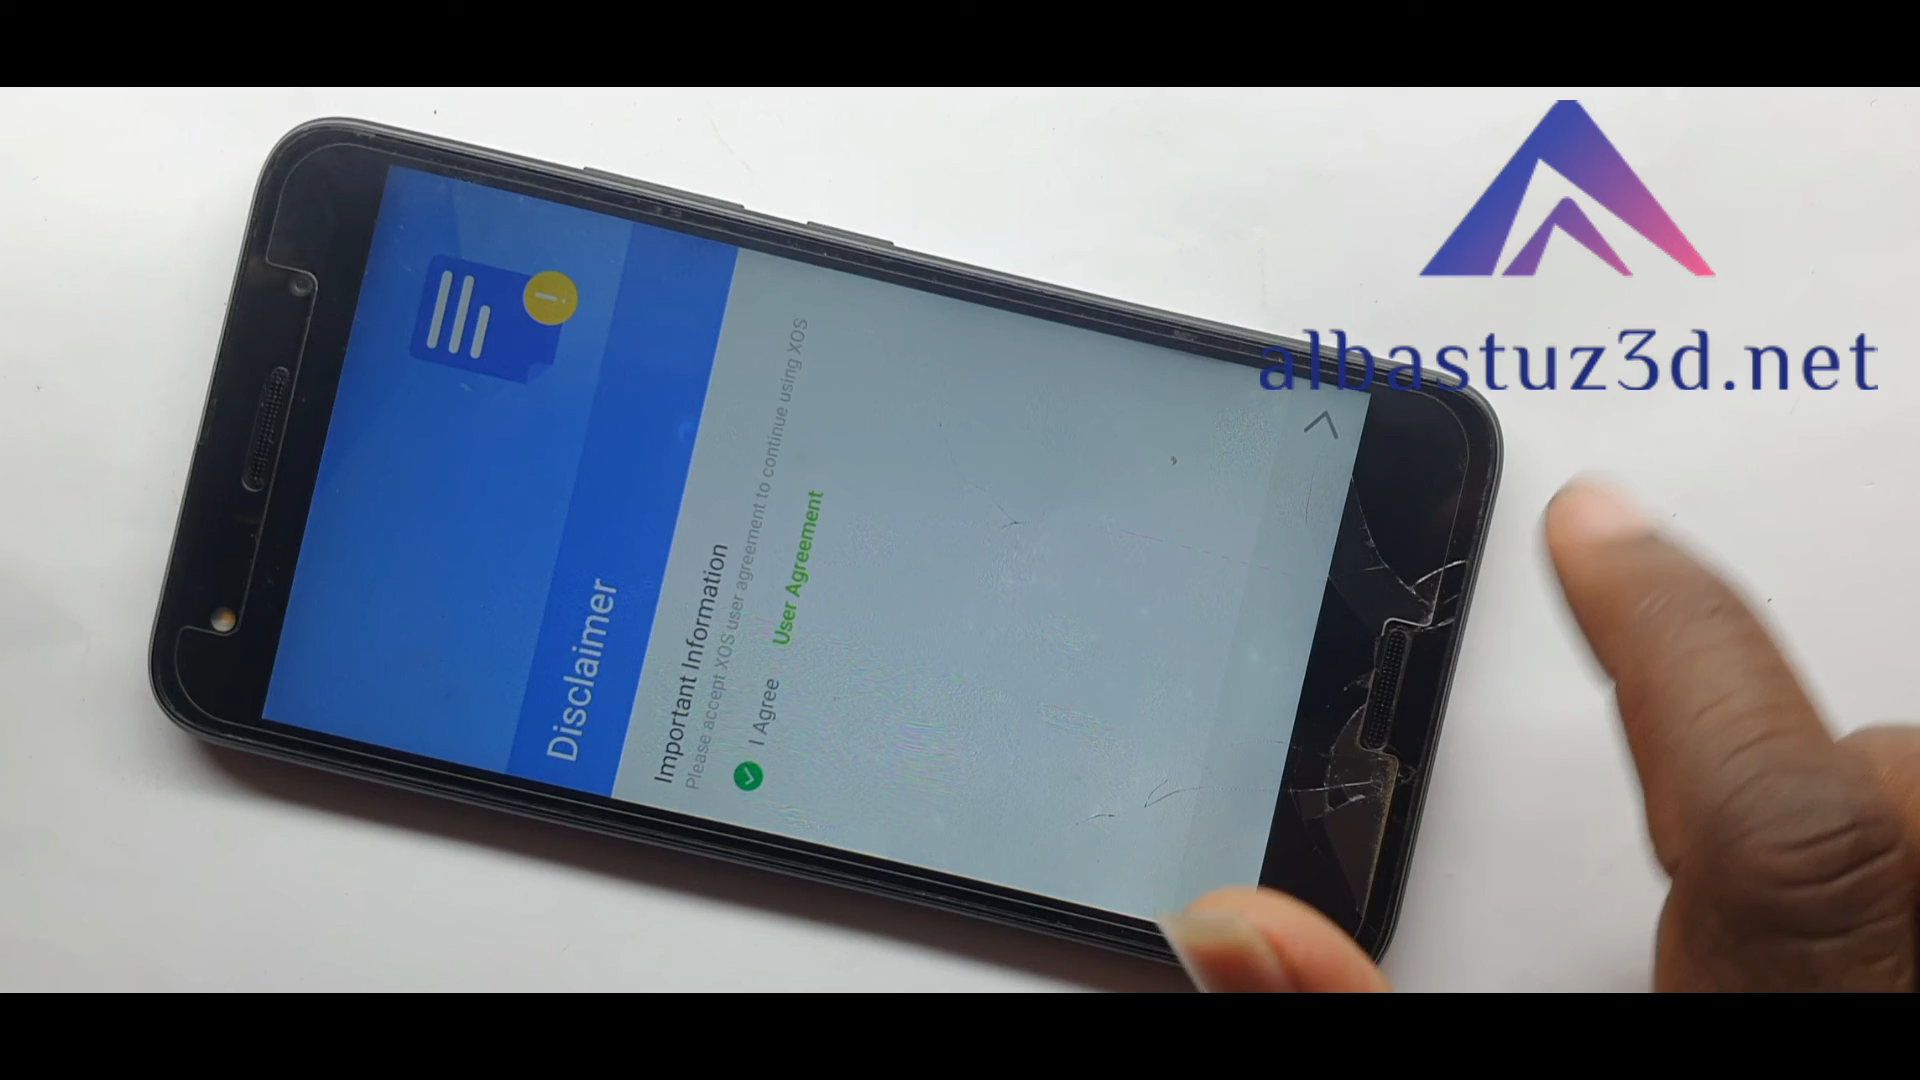 albastuz3d.net
Disclaimer
Important Information
Please accept XOS user agreement to continue using XOS
I Agree User Agreement